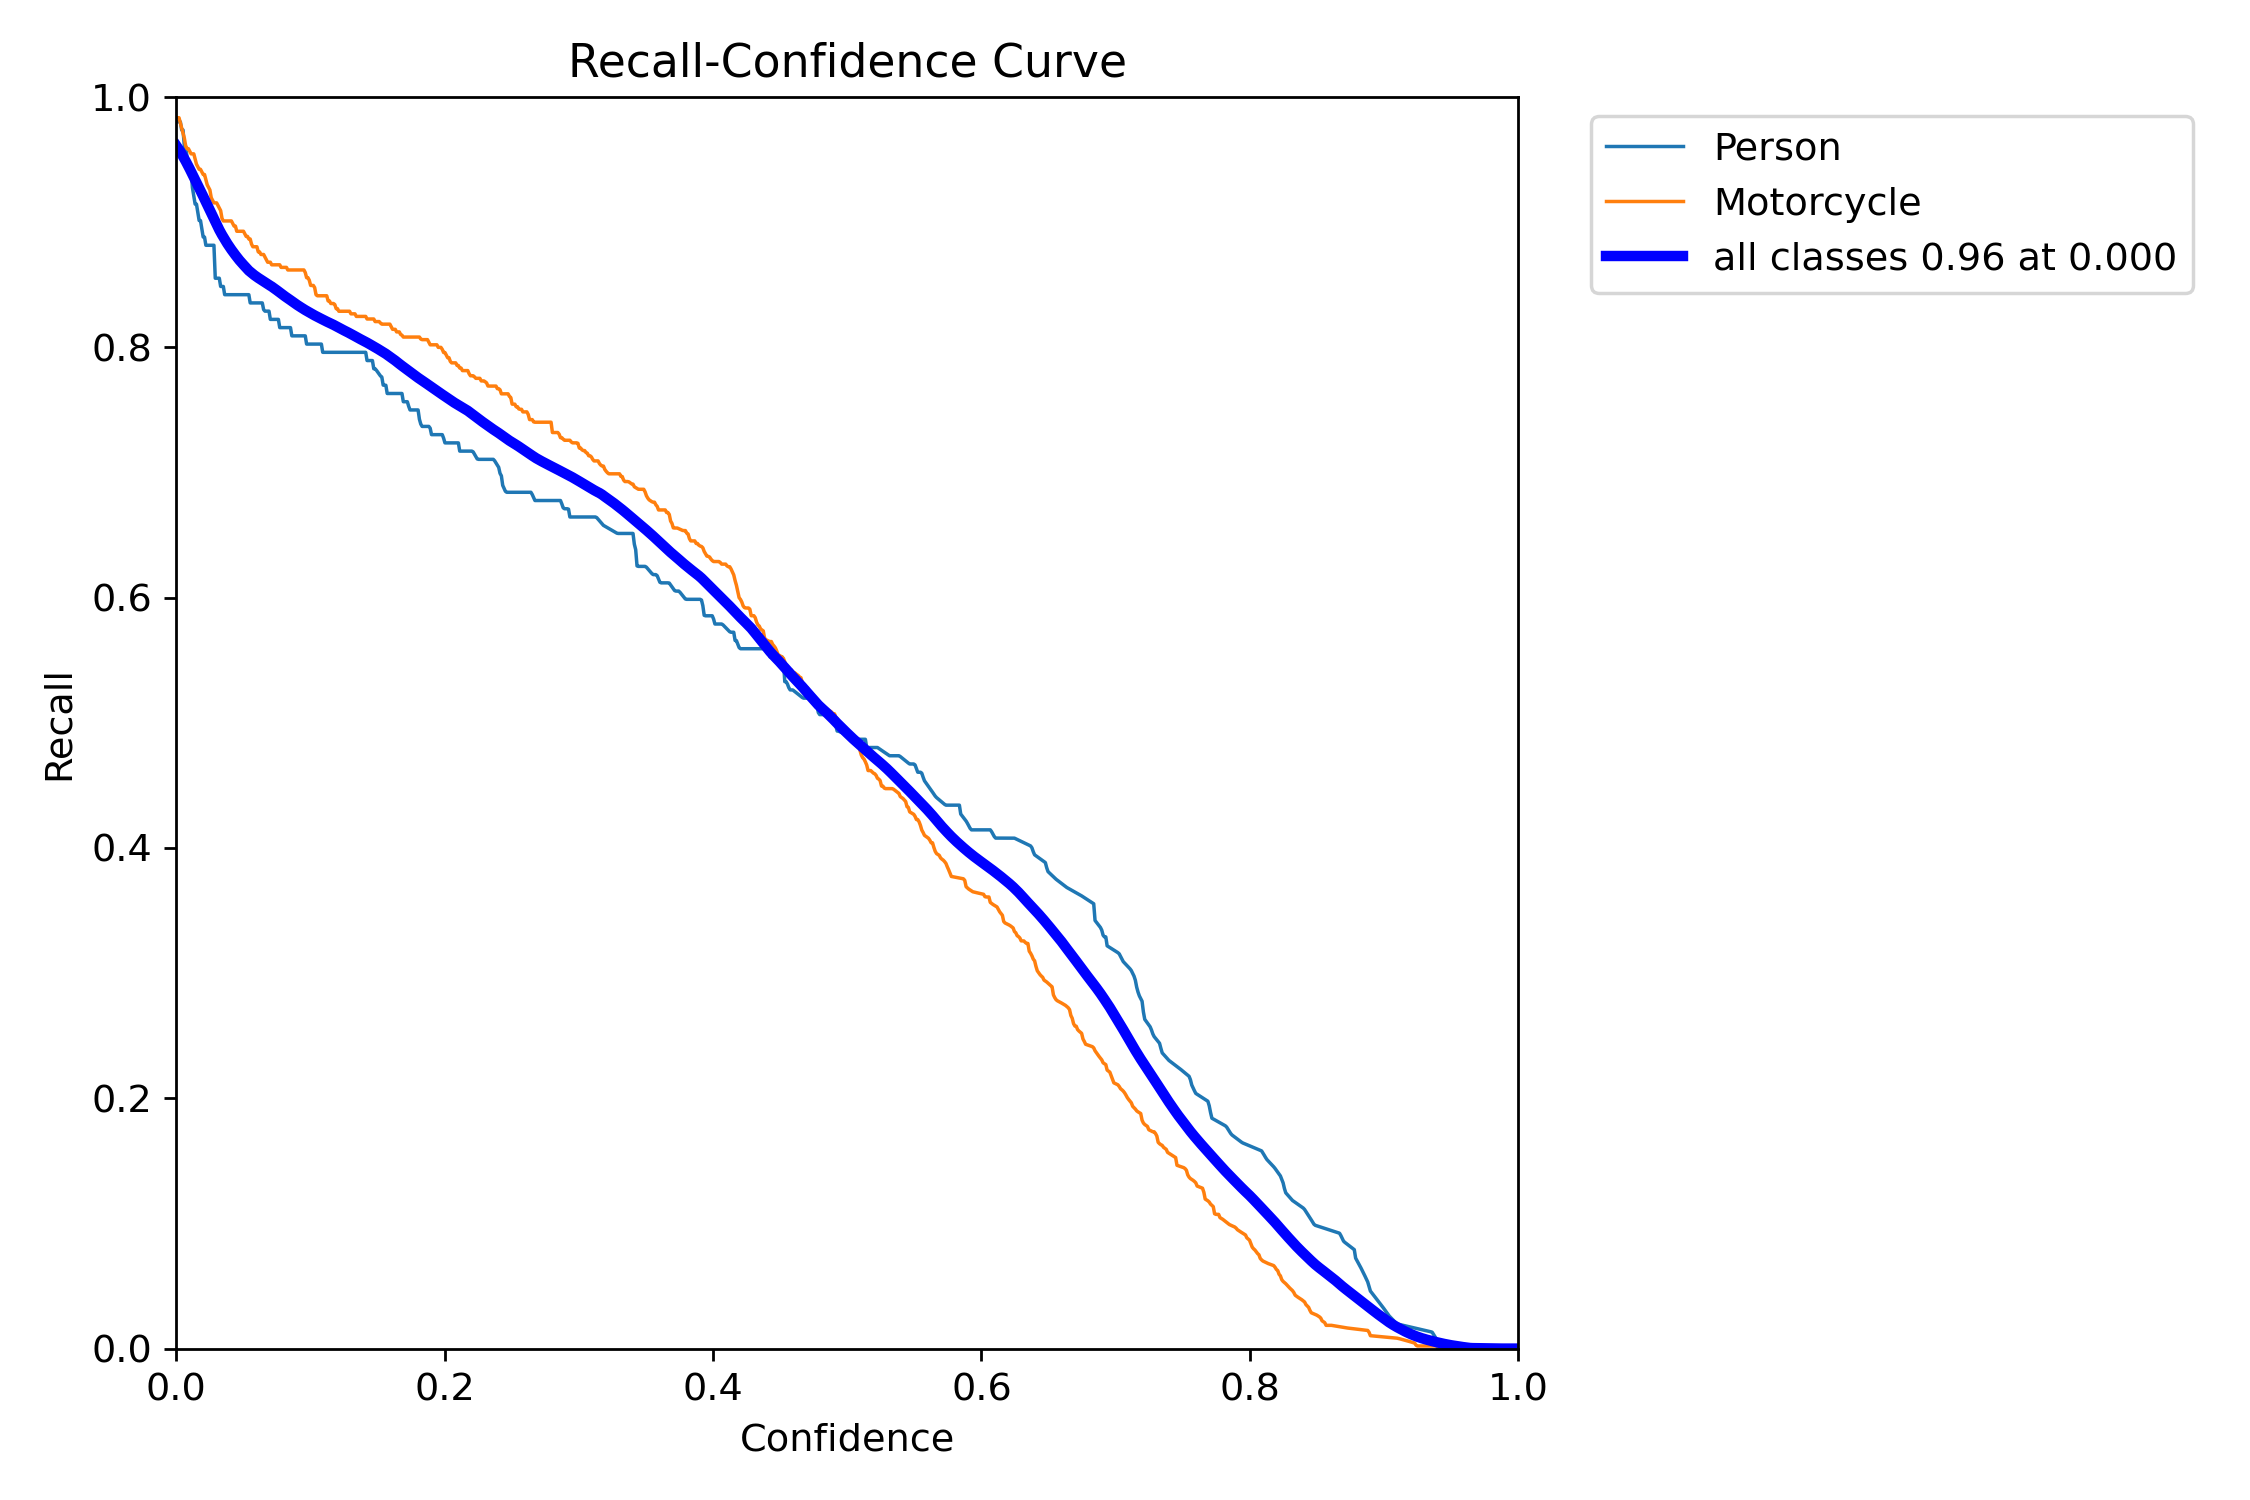 Recall-Confidence Curve
1.0
0.8
0.6
0.4
0.2
0.0
Recall
0.0 0.2 0.4 0.6 0.8 1.0
Confidence
Person
Motorcycle
all classes 0.96 at 0.000